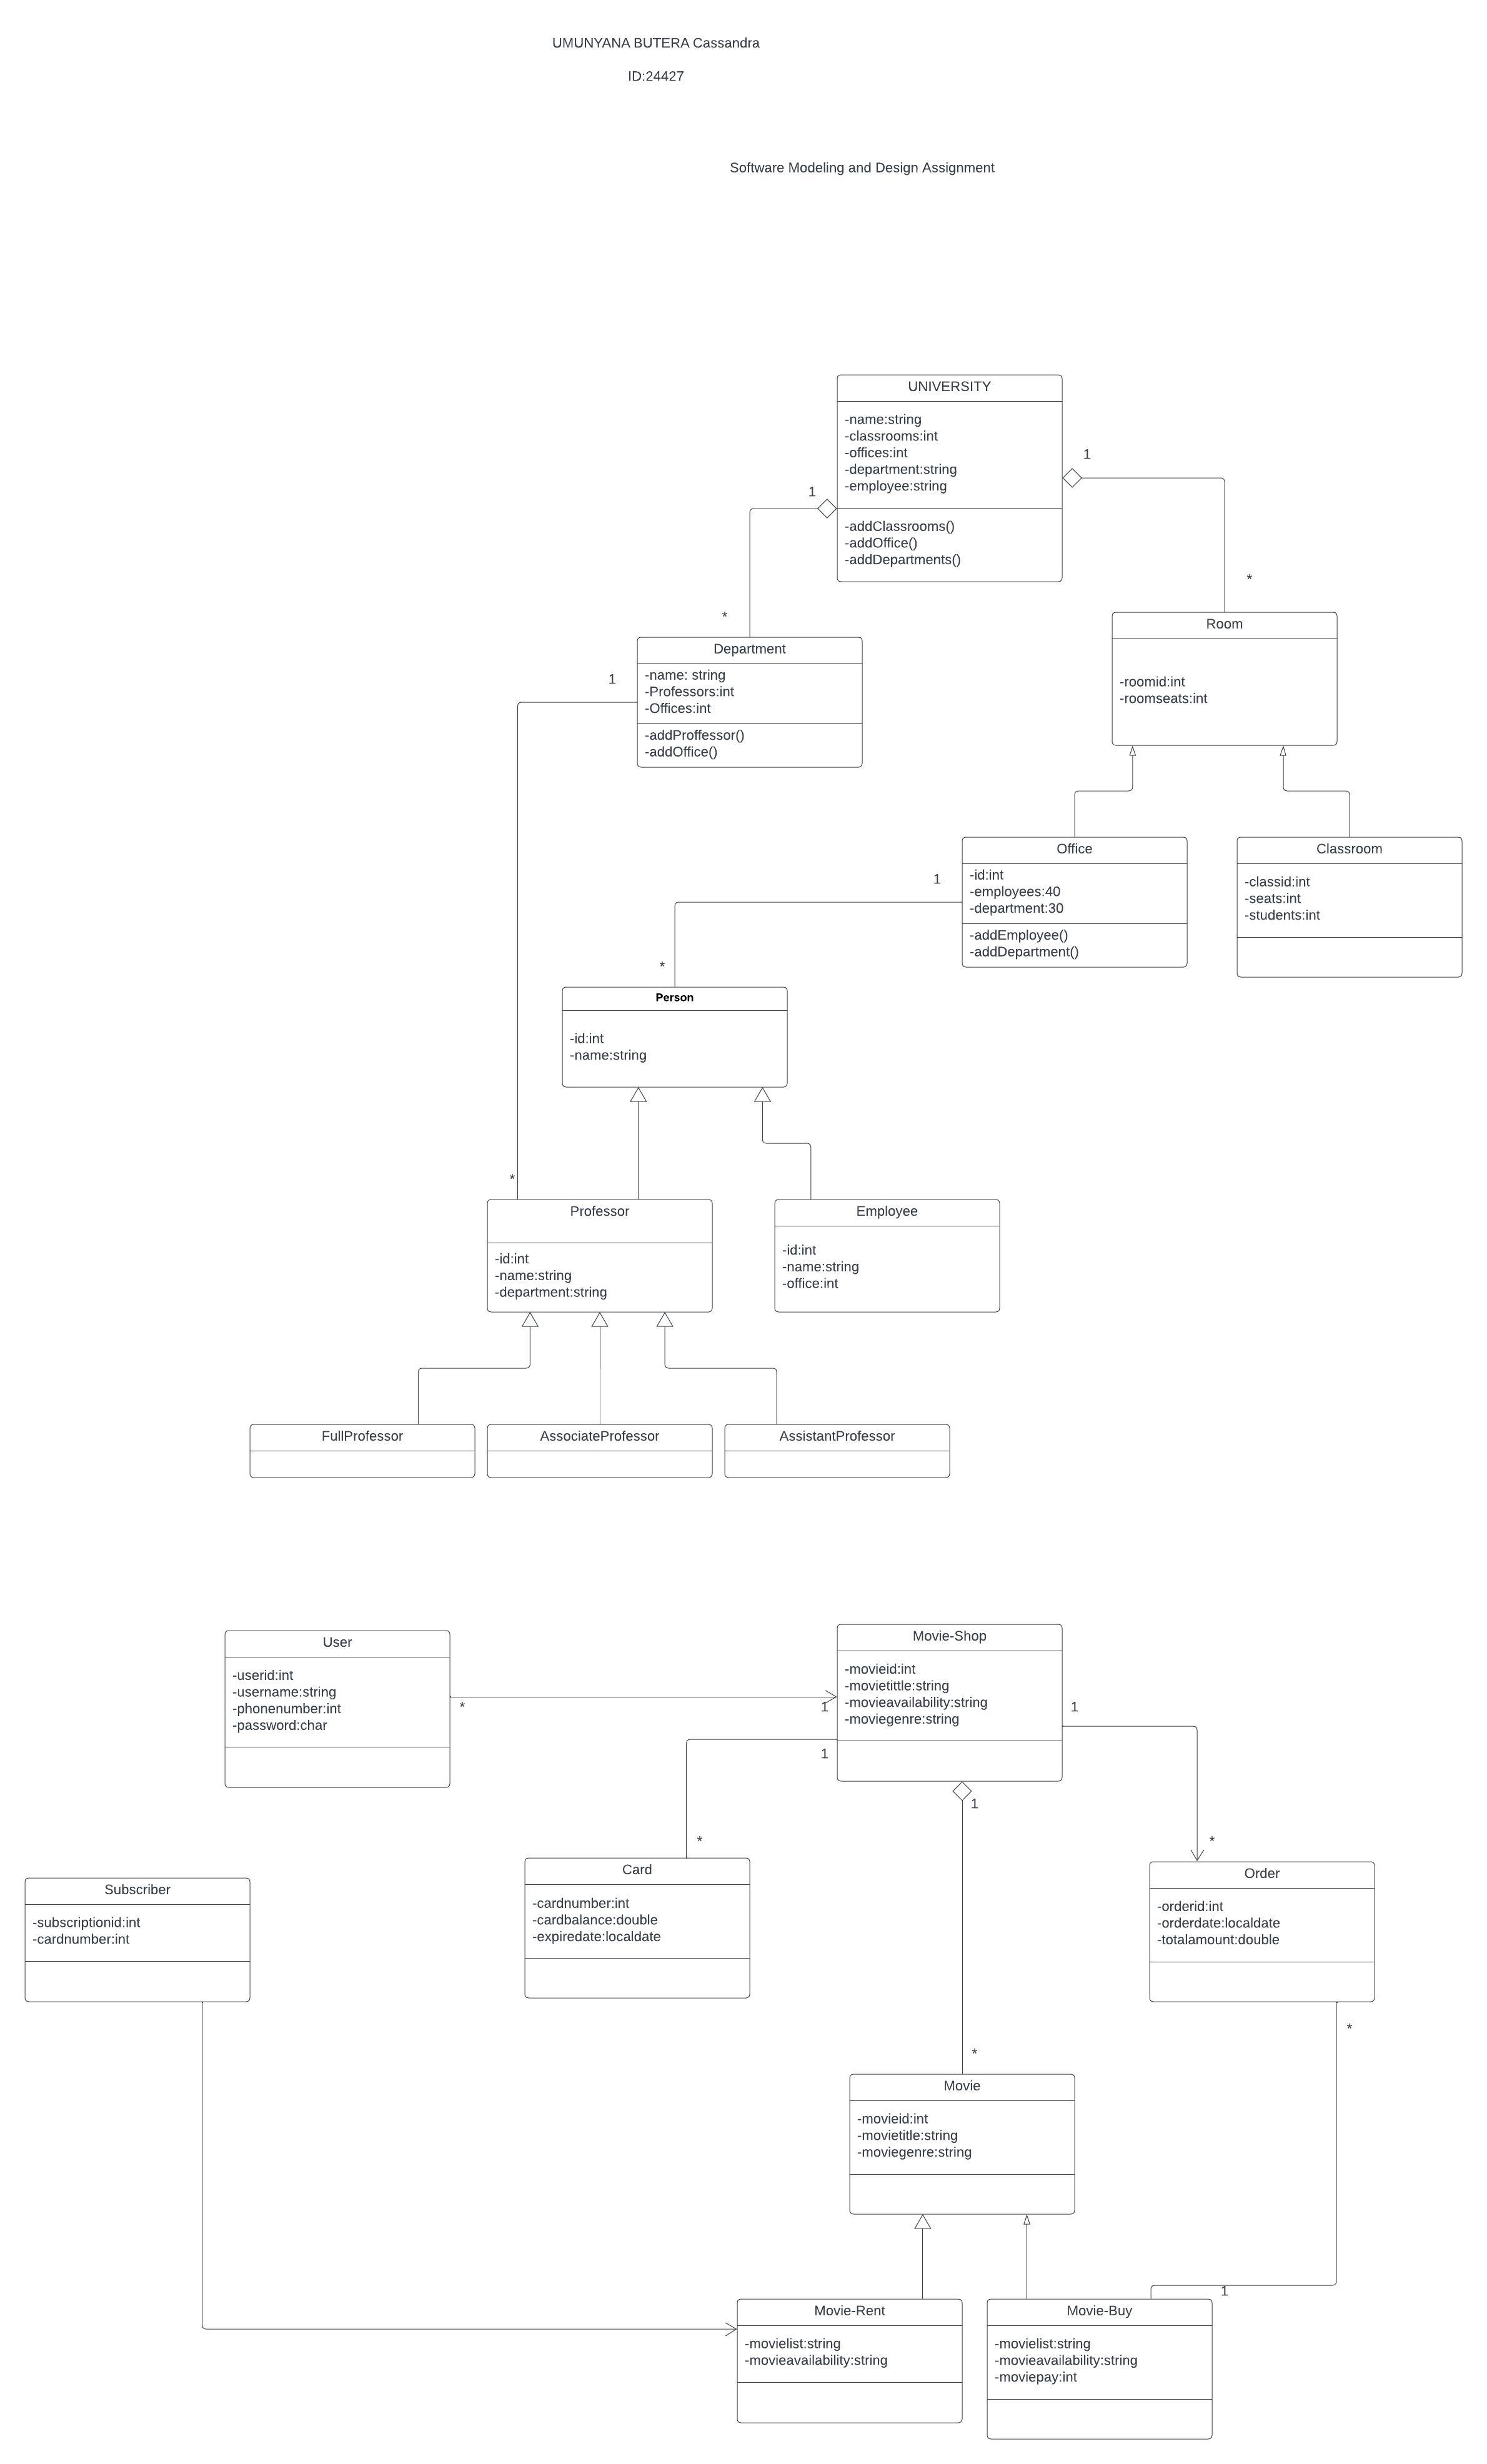 UMUNYANA BUTERA Cassandra
ID:24427
Software Modeling and Design Assignment
UNIVERSITY
-name:string
-classrooms:int
-offices:int
-department:string
-employee:string
-addClassrooms()
-addOffice()
-addDepartments()
1
1
*
*
Department
-name: string
-Professors:int
-Offices:int
-addProffessor()
-addOffice()
1
Room
-roomid:int
-roomseats:int
Office
-id:int
-employees:40
-department:30
-addEmployee()
-addDepartment()
1
Classroom
-classid:int
-seats:int
-students:int
*
Person
-id:int
-name:string
*
Professor
-id:int
-name:string
-department:string
Employee
-id:int
-name:string
-office:int
FullProfessor
AssociateProfessor
AssistantProfessor
User
-userid:int
-username:string
-phonenumber:int
-password:char
*
1
Movie-Shop
-movieid:int
-movietittle:string
-movieavailability:string
-moviegenre:string
1
1
1
*
*
Subscriber
-subscriptionid:int
-cardnumber:int
Card
-cardnumber:int
-cardbalance:double
-expiredate:localdate
Order
-orderid:int
-orderdate:localdate
-totalamount:double
*
*
Movie
-movieid:int
-movietitle:string
-moviegenre:string
1
Movie-Rent
-movielist:string
-movieavailability:string
Movie-Buy
-movielist:string
-movieavailability:string
-moviepay:int